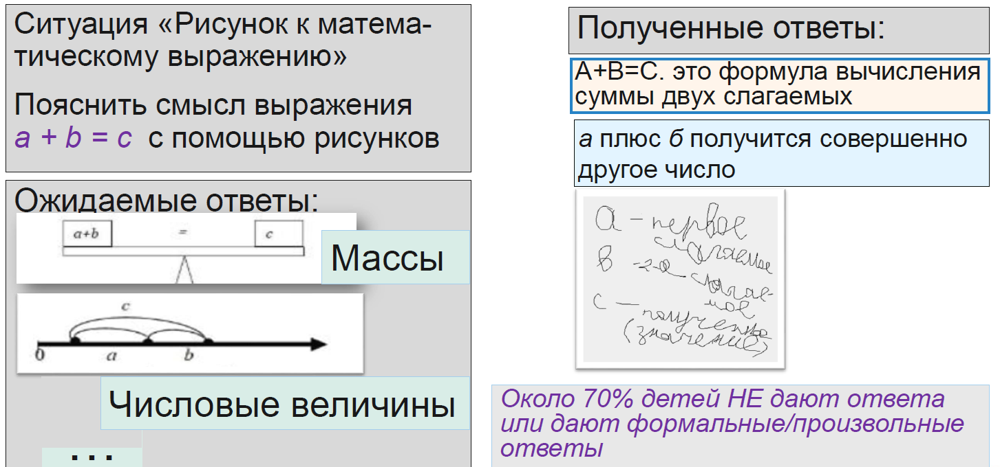 Ситуация «Рисунок к матема-
тическому выражению»
Пояснить смысл выражения
a + b = c с помощью рисунков
Ожидаемые ответы:
a+b = c
Массы
c
0 a b
Числовые величины
...
Полученные ответы:
А+В=С. это формула вычисления
суммы двух слагаемых
а плюс б получится совершенно
другое число
а – первое
слагаемое
в – 2-ое слагае-
мое
с – полученное
(значение)
Около 70% детей НЕ дают ответа
или дают формальные/произвольные
ответы